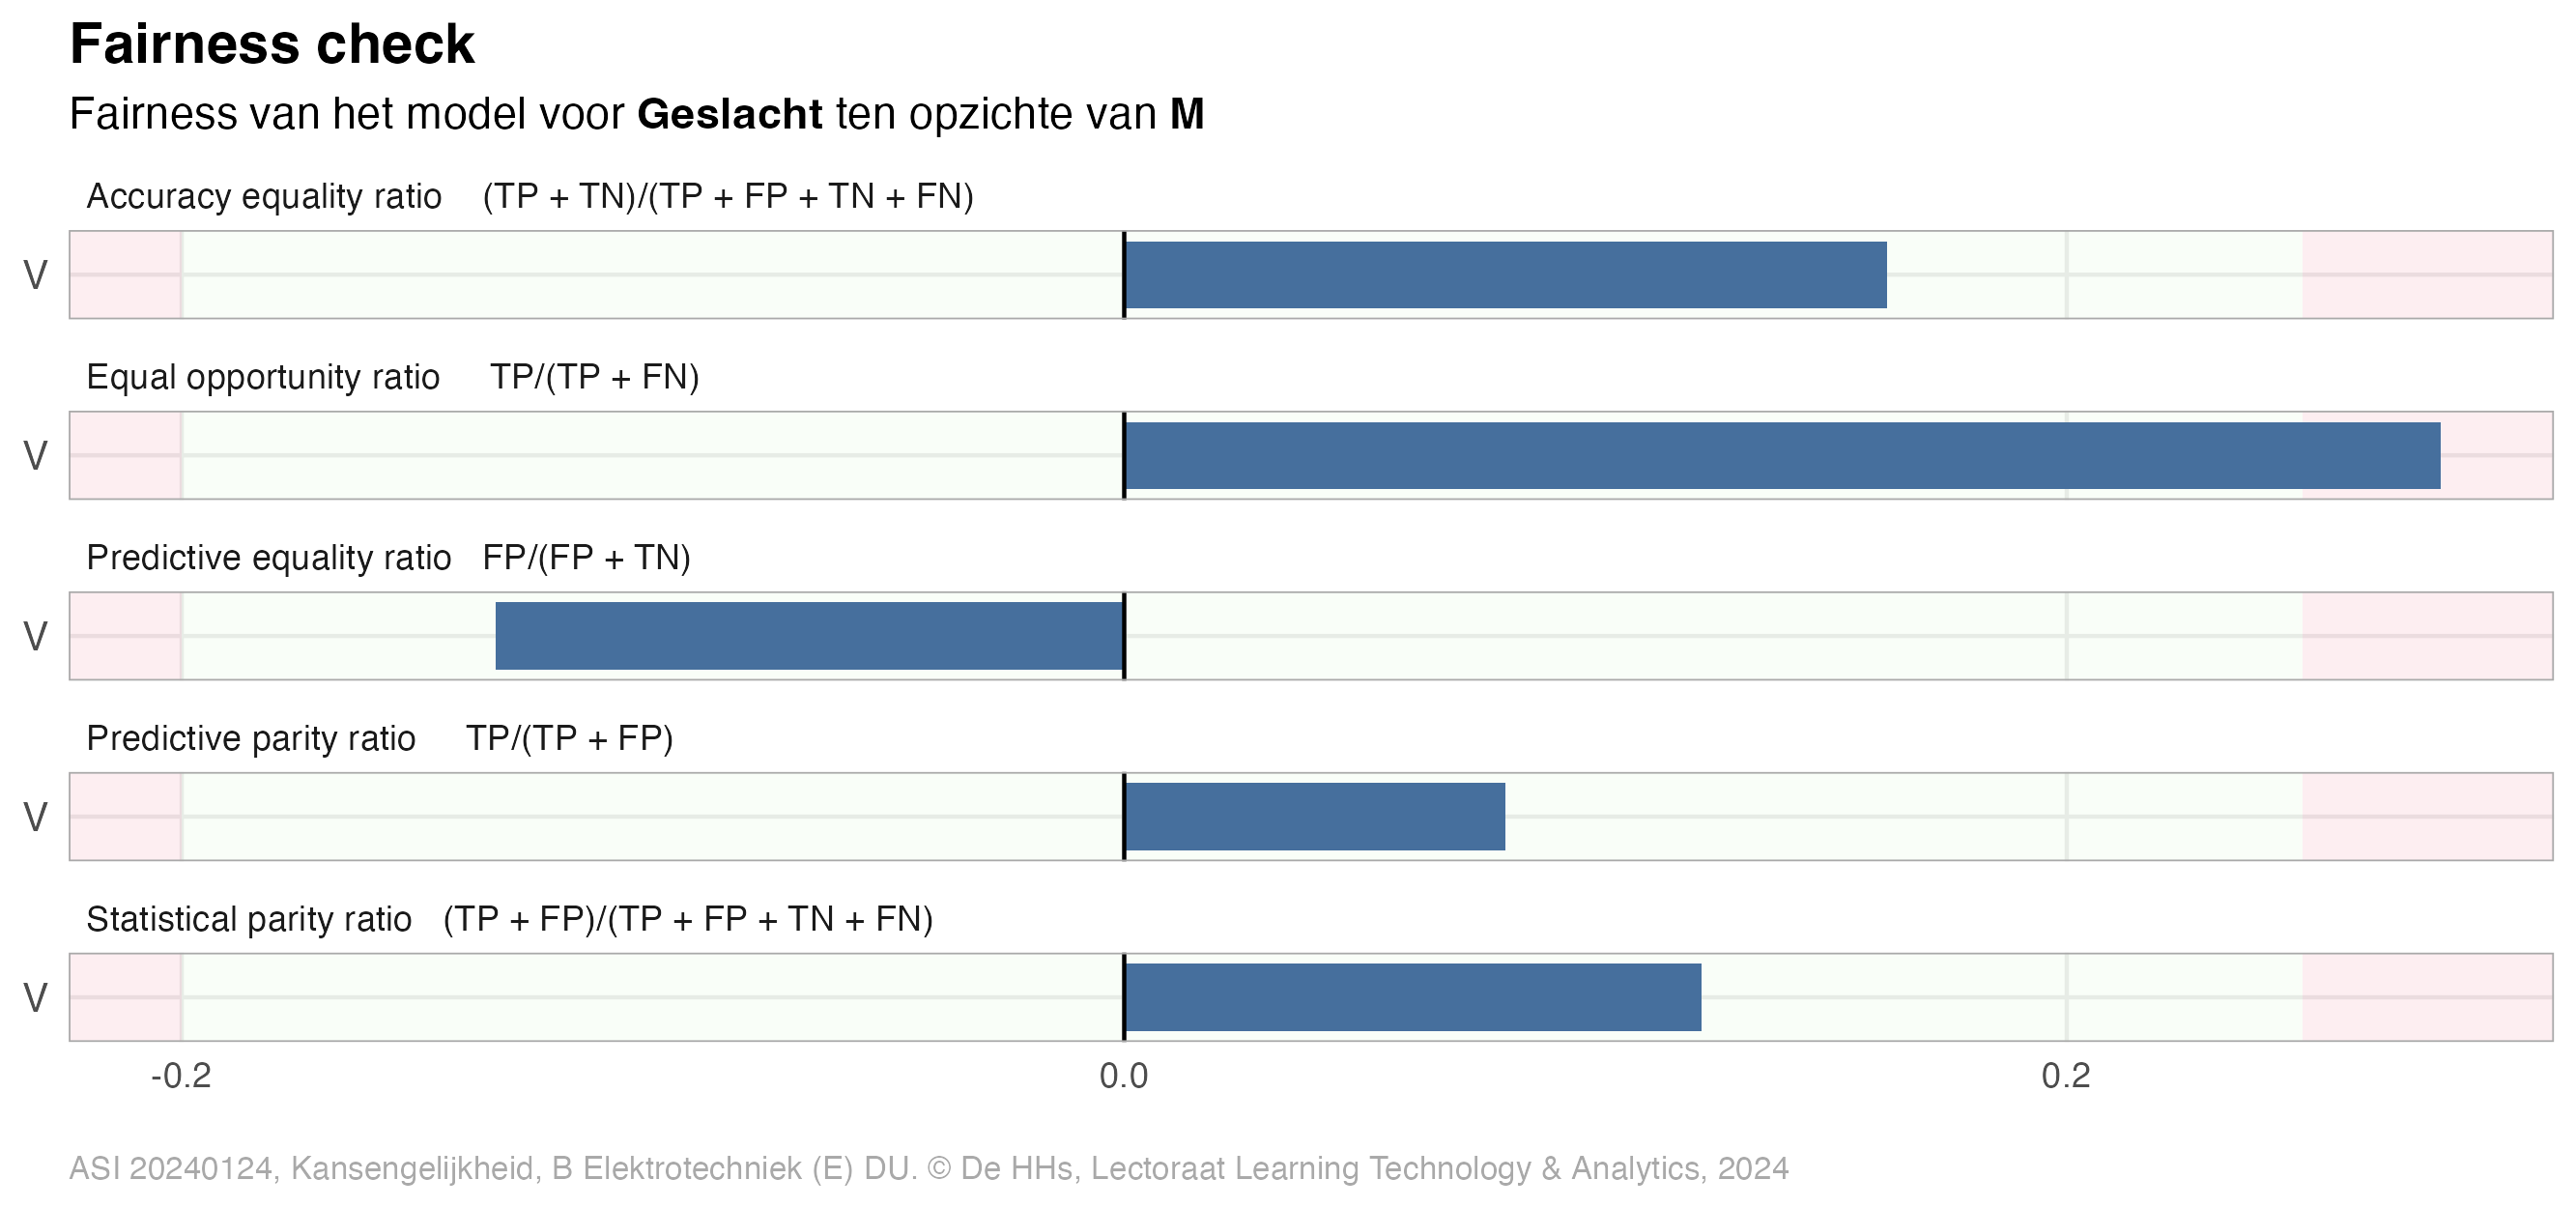 Fairness check
Fairness van het model voor Geslacht ten opzichte van M
Accuracy equality ratio (TP + TN)/(TP + FP + TN + FN)
V
Equal opportunity ratio TP/(TP + FN)
V
Predictive equality ratio FP/(FP + TN)
V
Predictive parity ratio TP/(TP + FP)
V
Statistical parity ratio (TP + FP)/(TP + FP + TN + FN)
V
-0.2 0.0 0.2
ASI 20240124, Kansengelijkheid, B Elektrotechniek (E) DU. © De HHs, Lectoraat Learning Technology & Analytics, 2024